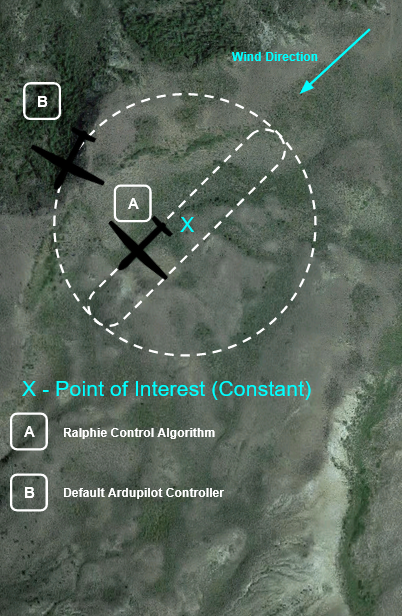 Wind Direction
B
A
X
X - Point of Interest (Constant)
A Ralphie Control Algorithm
B Default Ardupilot Controller